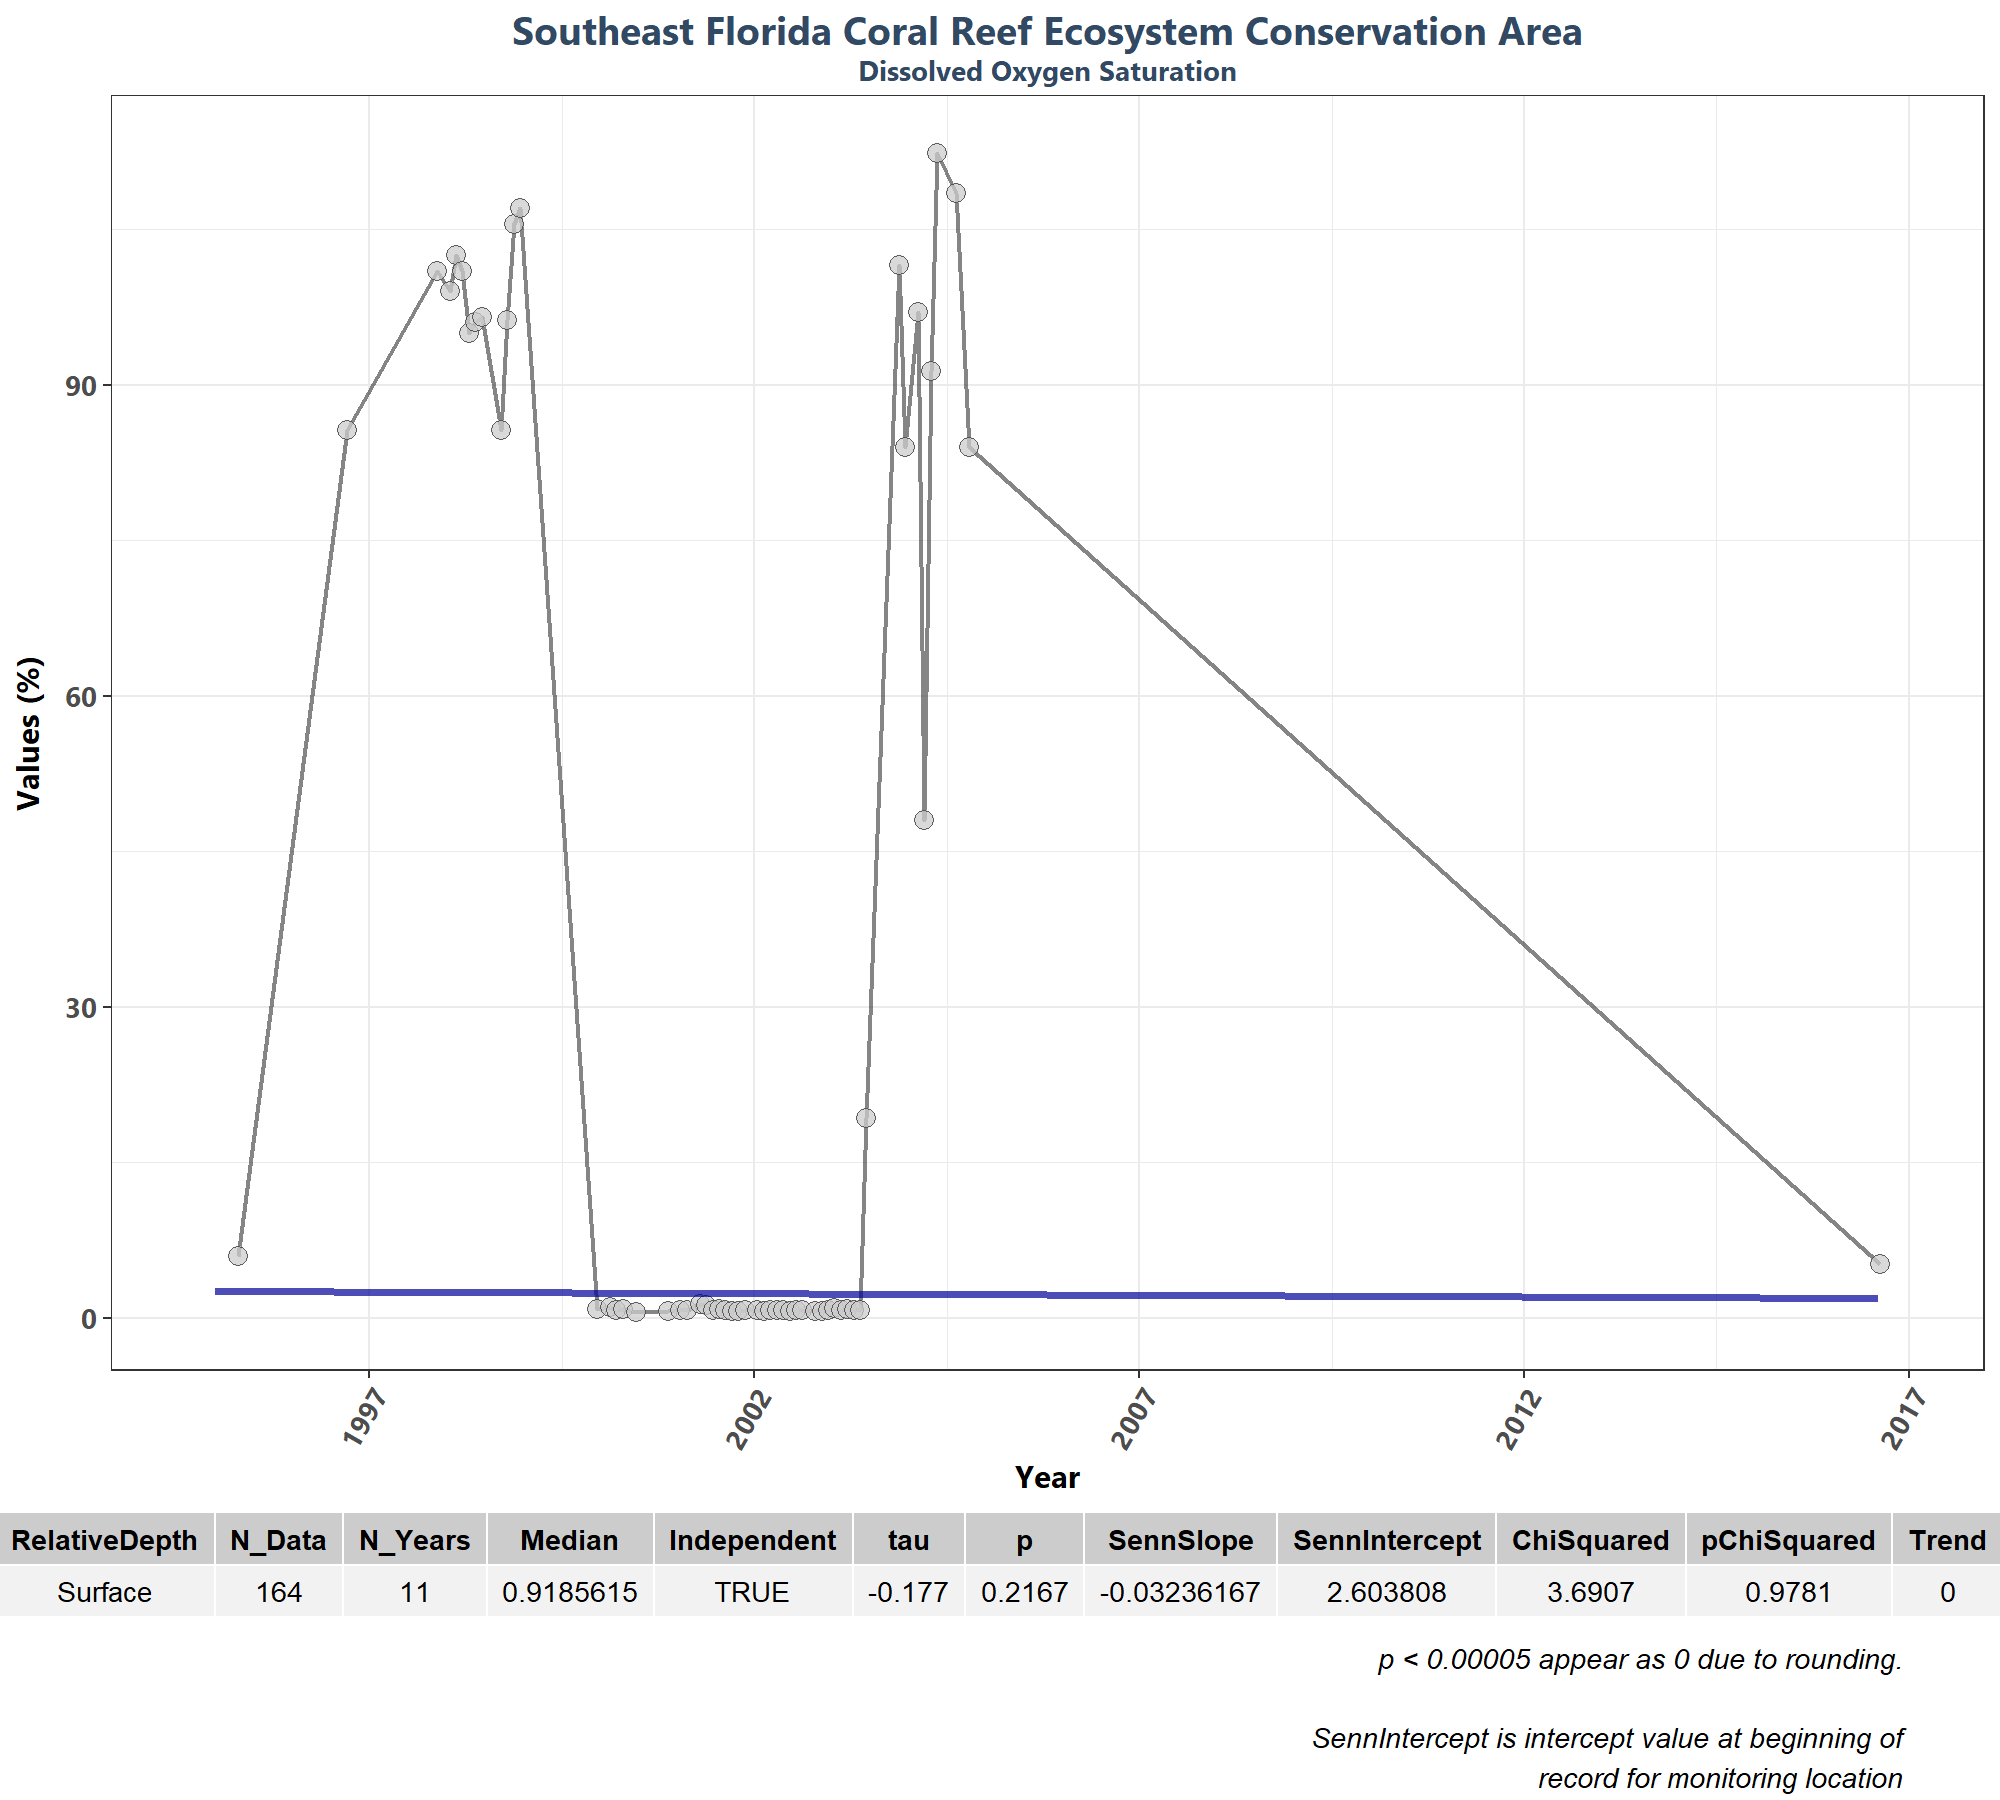 Southeast Florida Coral Reef Ecosystem Conservation Area
Dissolved Oxygen Saturation
Values (%)
90
60
30
0
1997
2002
2007
2012
2017
Year
RelativeDepth N_Data N_Years Median Independent tau p SennSlope SennIntercept ChiSquared pChiSquared Trend
Surface 164 11 0.9185615 TRUE -0.177 0.2167 -0.03236167 2.603808 3.6907 0.9781 0
p < 0.00005 appear as 0 due to rounding.
SennIntercept is intercept value at beginning of
record for monitoring location